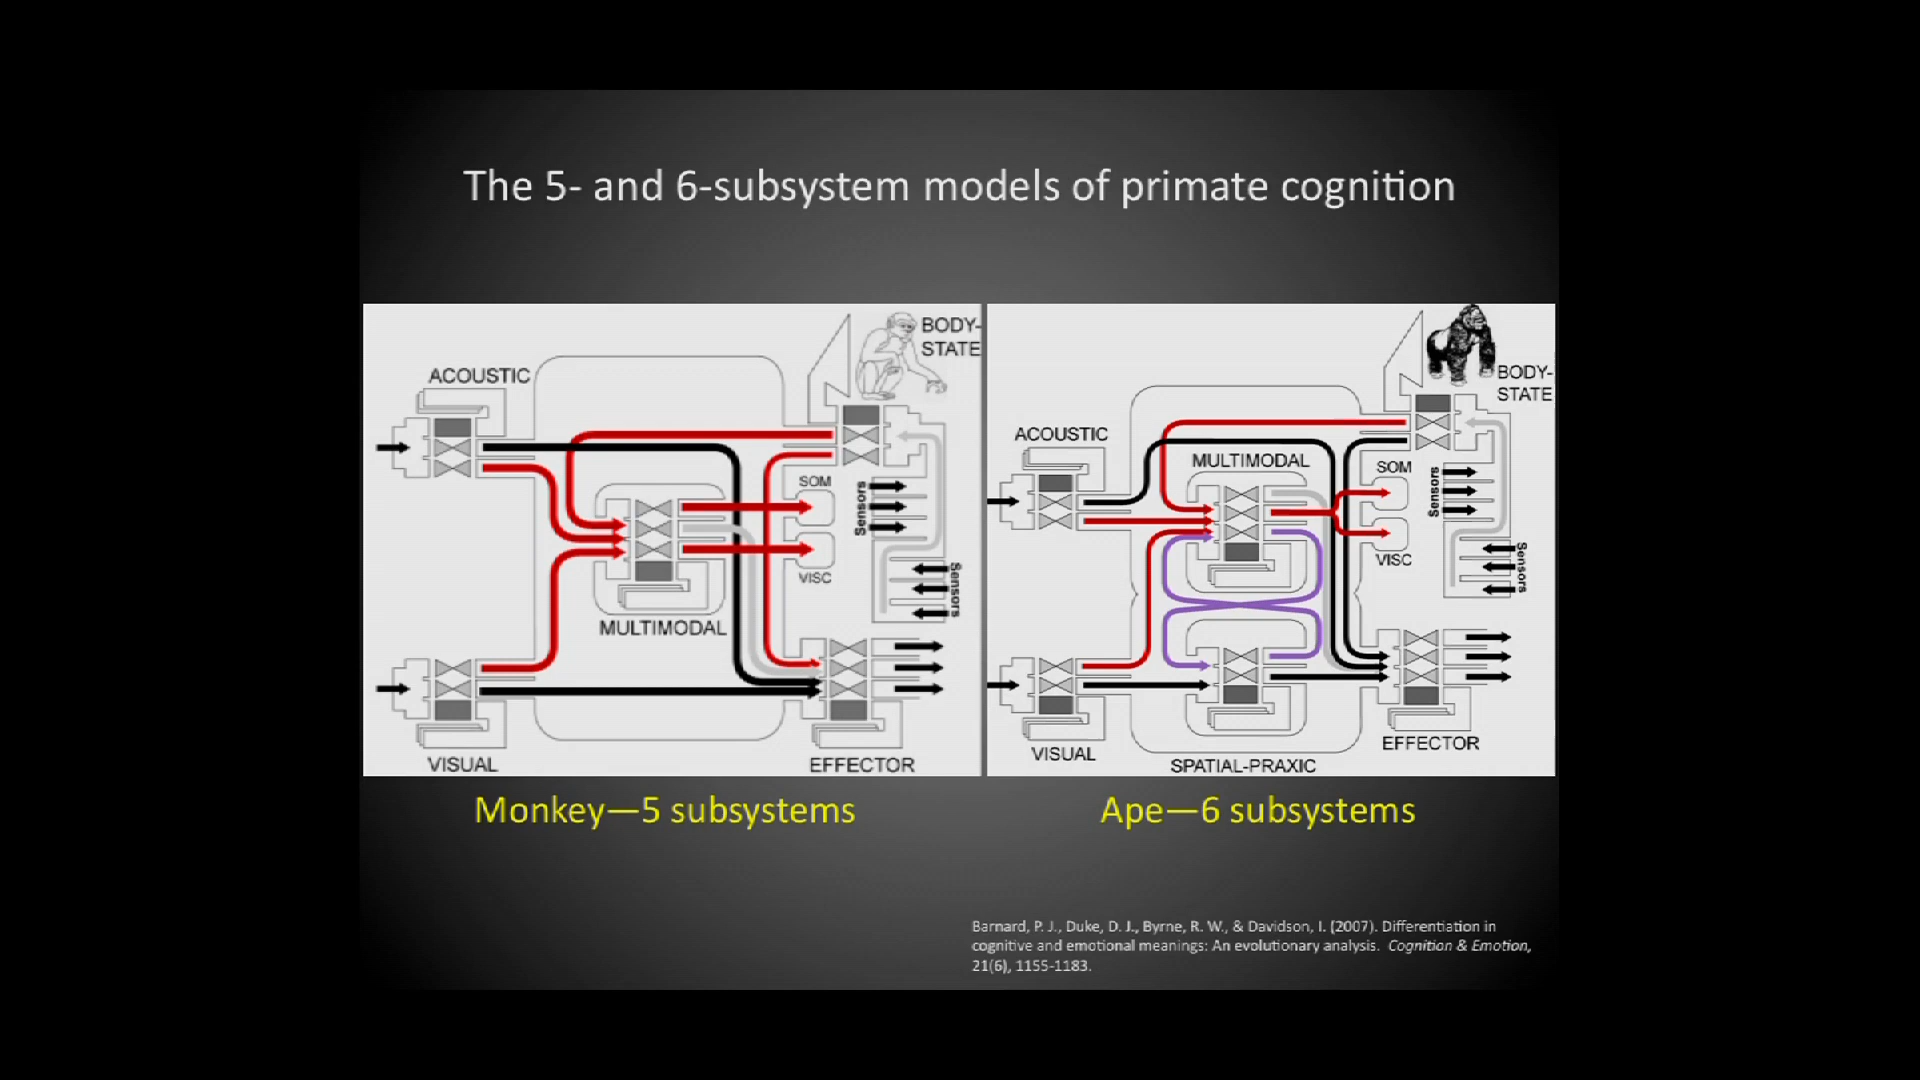 The 5- and 6-subsystem models of primate cognition
BODY-
STATE
ACOUSTIC
SOM
Sensors
VISC
Sensors
MULTIMODAL
VISUAL
EFFECTOR
BODY-
STATE
ACOUSTIC
MULTIMODAL
SOM
Sensors
VISC
Sensors
VISUAL
EFFECTOR
SPATIAL-PRAXIC
Monkey—5 subsystems
Ape—6 subsystems
Barnard, P. J., Duke, D. J., Byrne, R. W., & Davidson, I. (2007). Differentiation in
cognitive and emotional meanings: An evolutionary analysis. Cognition & Emotion,
21(6), 1155-1183.